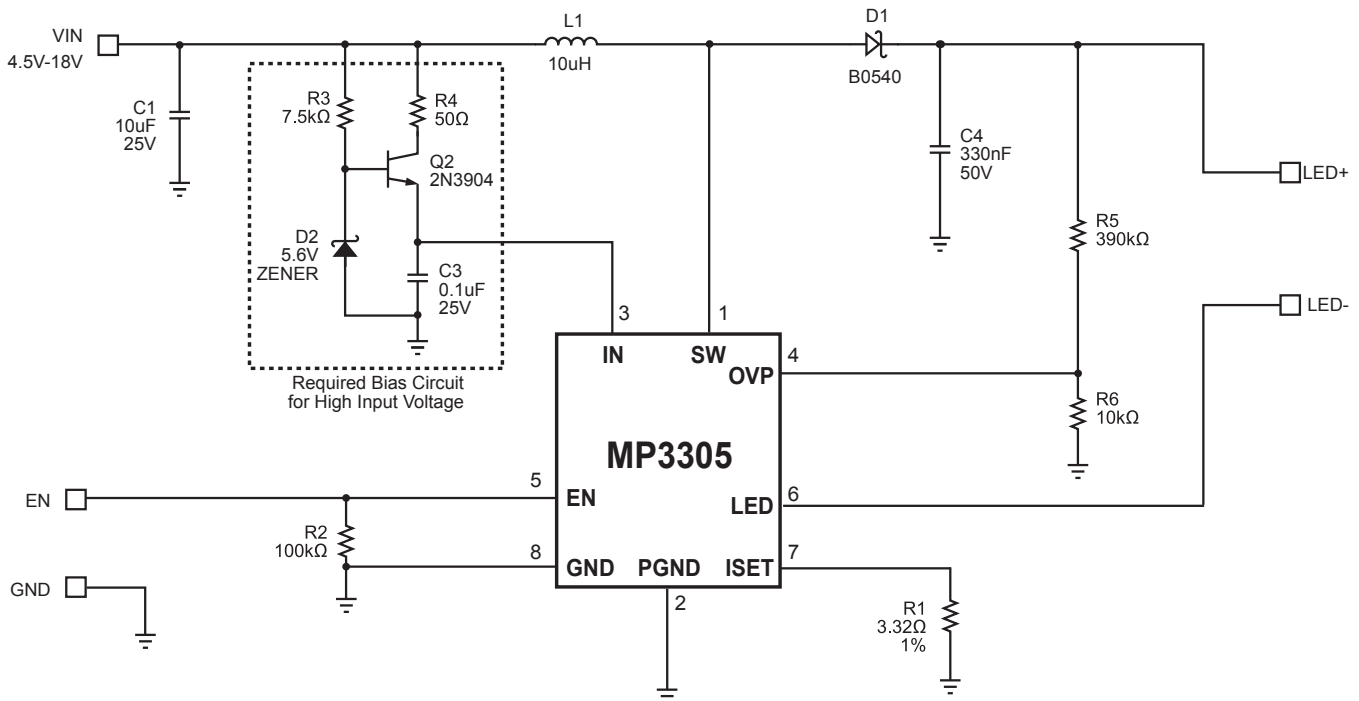 VIN
4.5V-18V
L1
10uH
D1
B0540
C1
10uF
25V
R3
7.5kΩ
R4
50Ω
Q2
2N3904
D2
5.6V
ZENER
C3
0.1uF
25V
Required Bias Circuit
for High Input Voltage
C4
330nF
50V
R5
390kΩ
LED+
LED-
3
1
IN
SW
4
OVP
R6
10kΩ
MP3305
EN
5
EN
6
LED
R2
100kΩ
8
GND
PGND
ISET
7
GND
2
R1
3.32Ω
1%